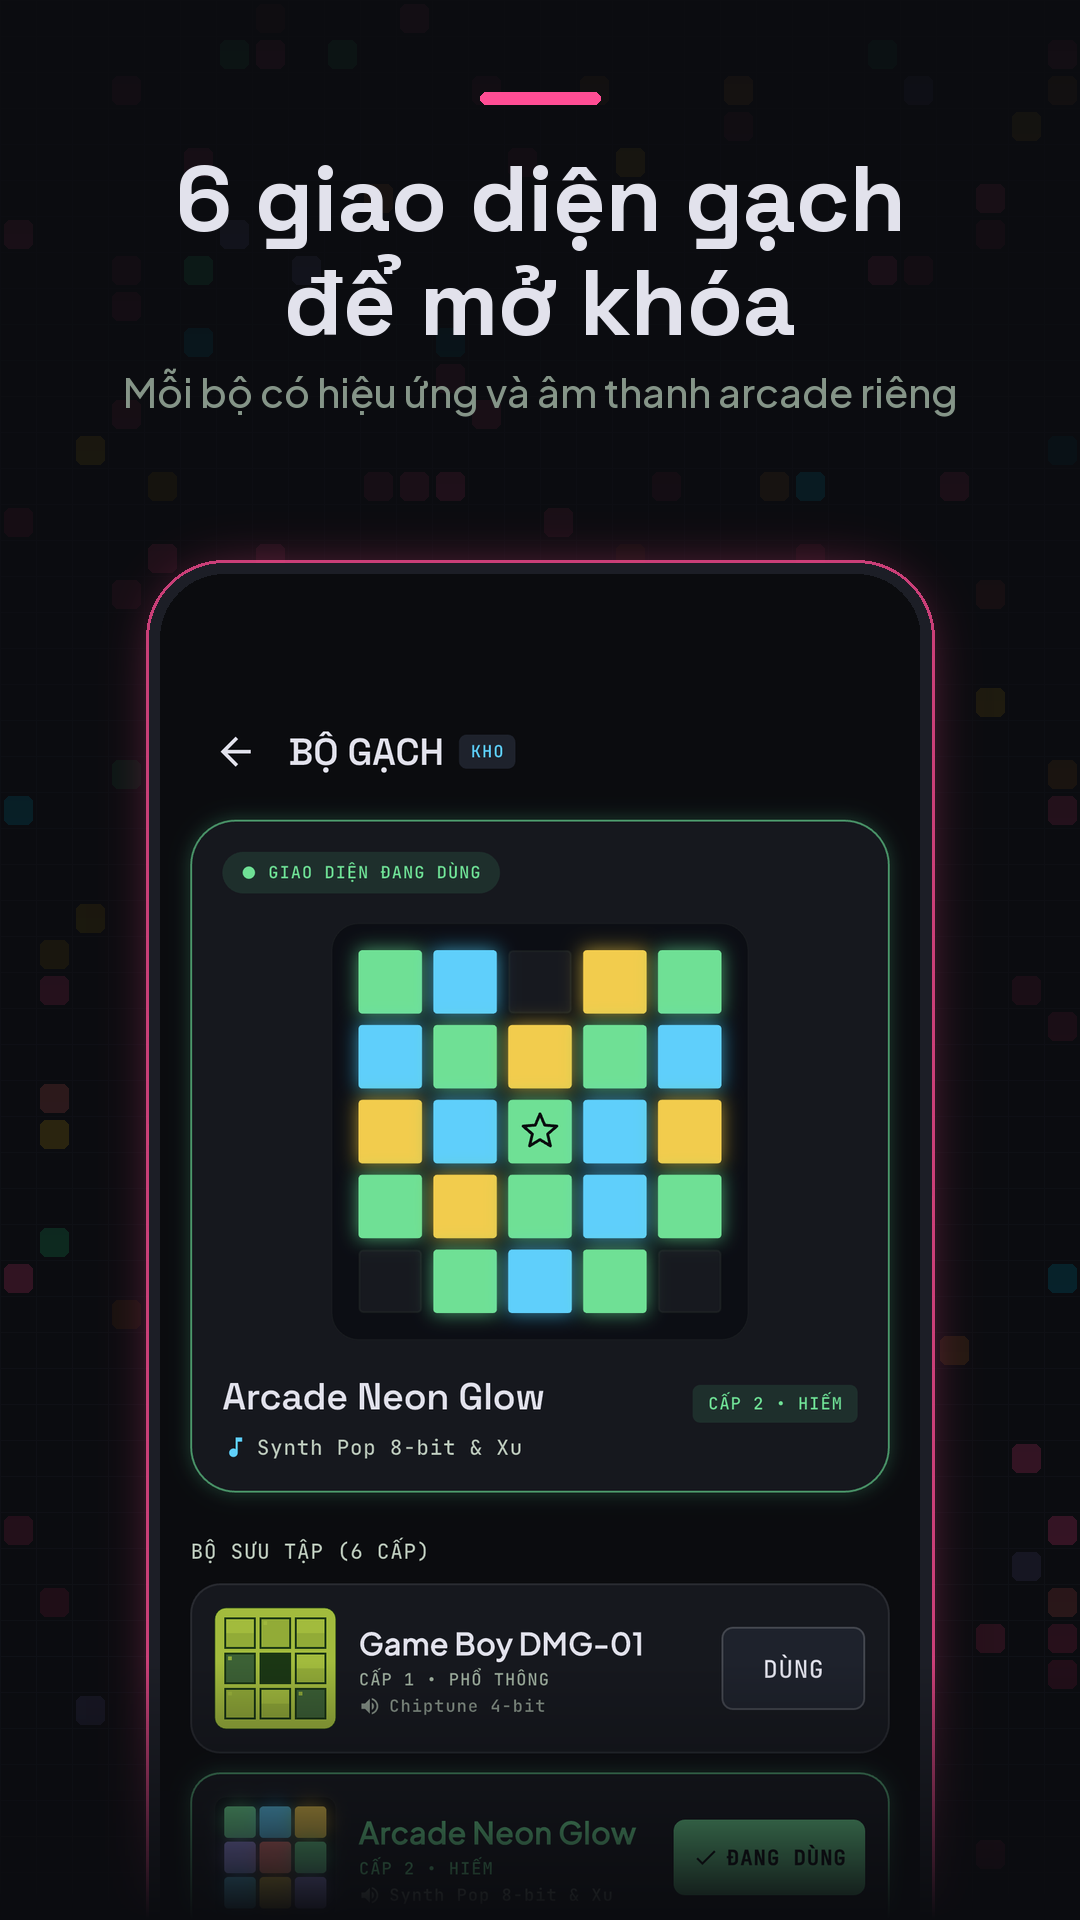 6 giao diện gạch
để mở khóa
Mỗi bộ có hiệu ứng và âm thanh arcade riêng
BỘ GẠCH KHO
GIAO DIỆN ĐANG DÙNG
Arcade Neon Glow
CẤP 2 • HIẾM
Synth Pop 8-bit & Xu
BỘ SƯU TẬP (6 CẤP)
Game Boy DMG-01
CẤP 1 • PHỔ THÔNG
Chiptune 4-bit
DÙNG
Arcade Neon Glow
CẤP 2 • HIẾM
Synth Pop 8-bit & Xu
ĐANG DÙNG